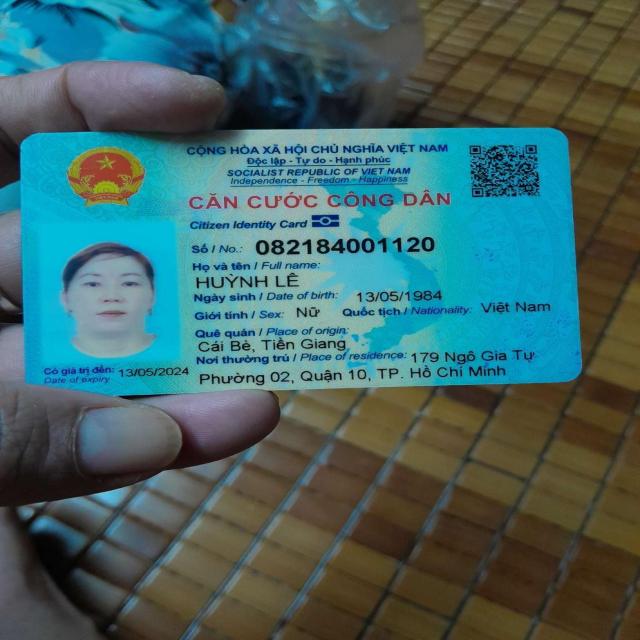 CỘNG HÒA XÃ HỘI CHỦ NGHĨA VIỆT NAM
Độc lập - Tự do - Hạnh phúc
SOCIALIST REPUBLIC OF VIET NAM
Independence - Freedom - Happiness
CĂN CƯỚC CÔNG DÂN
Citizen Identity Card
Số / No.: 082184001120
Họ và tên / Full name:
HUỲNH LÊ
Ngày sinh / Date of birth: 13/05/1984
Giới tính / Sex: Nữ Quốc tịch / Nationality: Việt Nam
Quê quán / Place of origin:
Cái Bè, Tiền Giang
Nơi thường trú / Place of residence: 179 Ngô Gia Tự
Phường 02, Quận 10, TP. Hồ Chí Minh
Có giá trị đến: 13/05/2024
Date of expiry